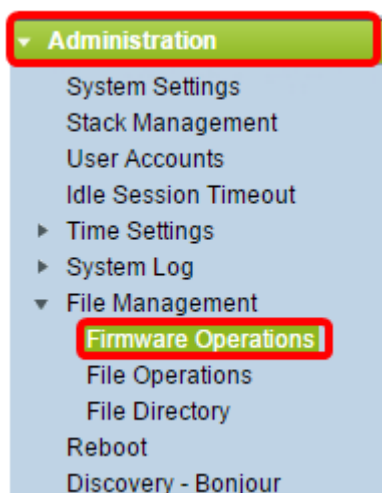 Administration
System Settings
Stack Management
User Accounts
Idle Session Timeout
Time Settings
System Log
File Management
Firmware Operations
File Operations
File Directory
Reboot
Discovery - Bonjour